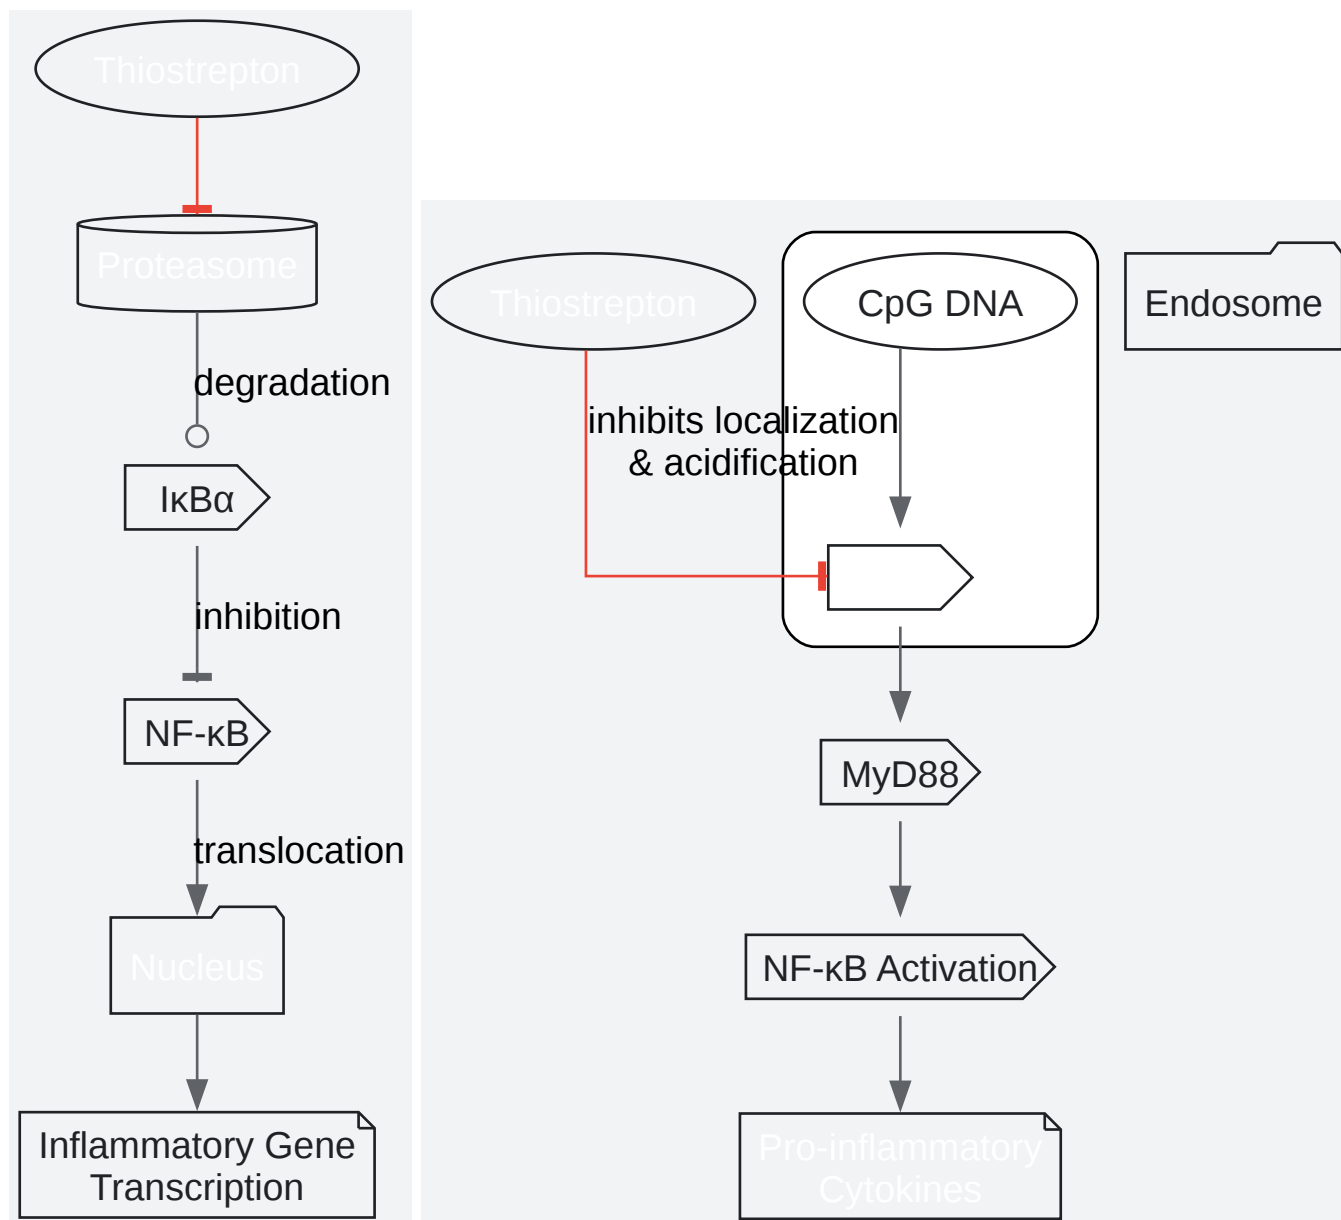 Thiostrepton
Proteasome
degradation
IκBα
inhibition
NF-κB
translocation
Nucleus
Inflammatory Gene
Transcription
Thiostrepton
CpG DNA
Endosome
inhibits localization
& acidification
MyD88
NF-κB Activation
Pro-inflammatory
Cytokines